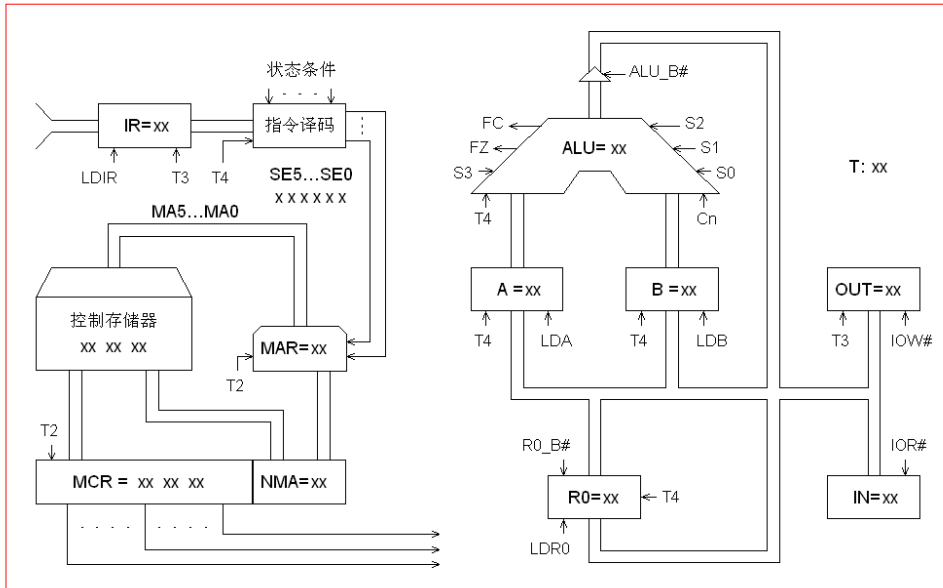 状态条件
IR=xx
指令译码
LDIR
T3
T4
SE5...SE0
x x x x x x
MA5...MA0
控制存储器
xx xx xx
MAR=xx
T2
T2
MCR = xx xx xx
NMA=xx
ALU_B#
FC
FZ
S3
ALU= xx
S2
S1
S0
T4
Cn
T: xx
A =xx
B =xx
OUT=xx
T4
LDA
T4
LDB
T3
IOW#
R0_B#
IOR#
R0=xx
T4
IN=xx
LDR0